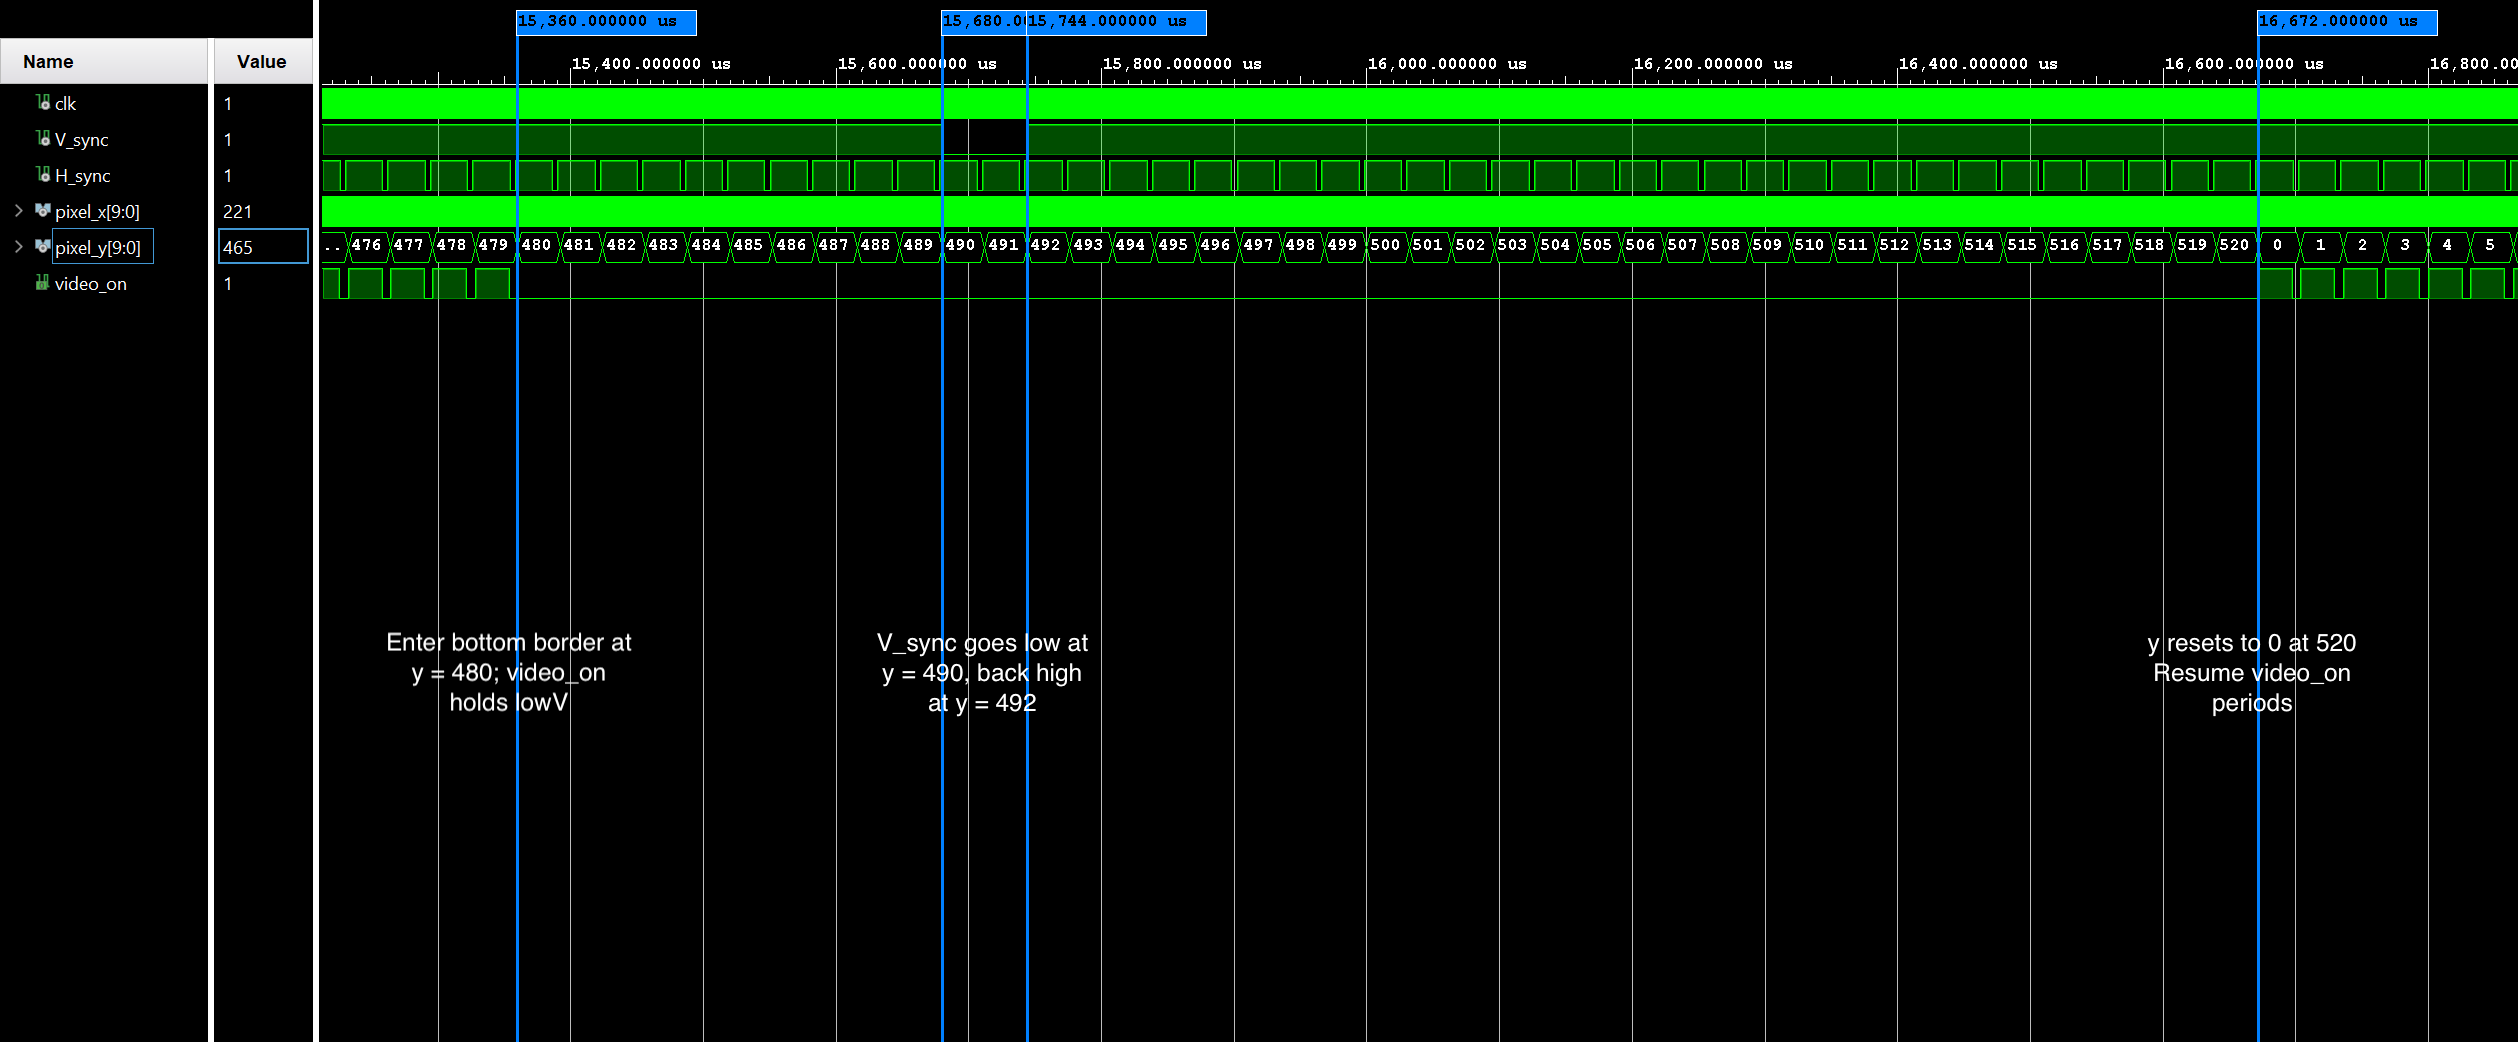 15,360.000000 us 15,680.0 15,744.000000 us 16,672.000000 us
Name Value 15,400.000000 us 15,600.000000 us 15,800.000000 us 16,000.000000 us 16,200.000000 us 16,400.000000 us 16,600.000000 us 16,800.0
clk 1
V_sync 1
H_sync 1
pixel_x[9:0] 221
pixel_y[9:0] 465 .. 476 477 478 479 480 481 482 483 484 485 486 487 488 489 490 491 492 493 494 495 496 497 498 499 500 501 502 503 504 505 506 507 508 509 510 511 512 513 514 515 516 517 518 519 520 0 1 2 3 4 5
video_on 1
Enter bottom border at
y = 480; video_on
holds lowV
V_sync goes low at
y = 490, back high
at y = 492
y resets to 0 at 520
Resume video_on
periods